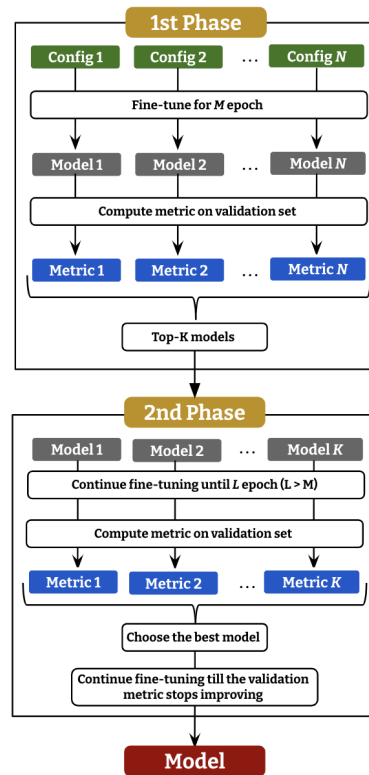 1st Phase
Config 1 Config 2 ... Config N
Fine-tune for M epoch
Model 1 Model 2 ... Model N
Compute metric on validation set
Metric 1 Metric 2 ... Metric N
Top-K models
2nd Phase
Model 1 Model 2 ... Model K
Continue fine-tuning until L epoch (L > M)
Compute metric on validation set
Metric 1 Metric 2 ... Metric K
Choose the best model
Continue fine-tuning till the validation
metric stops improving
Model